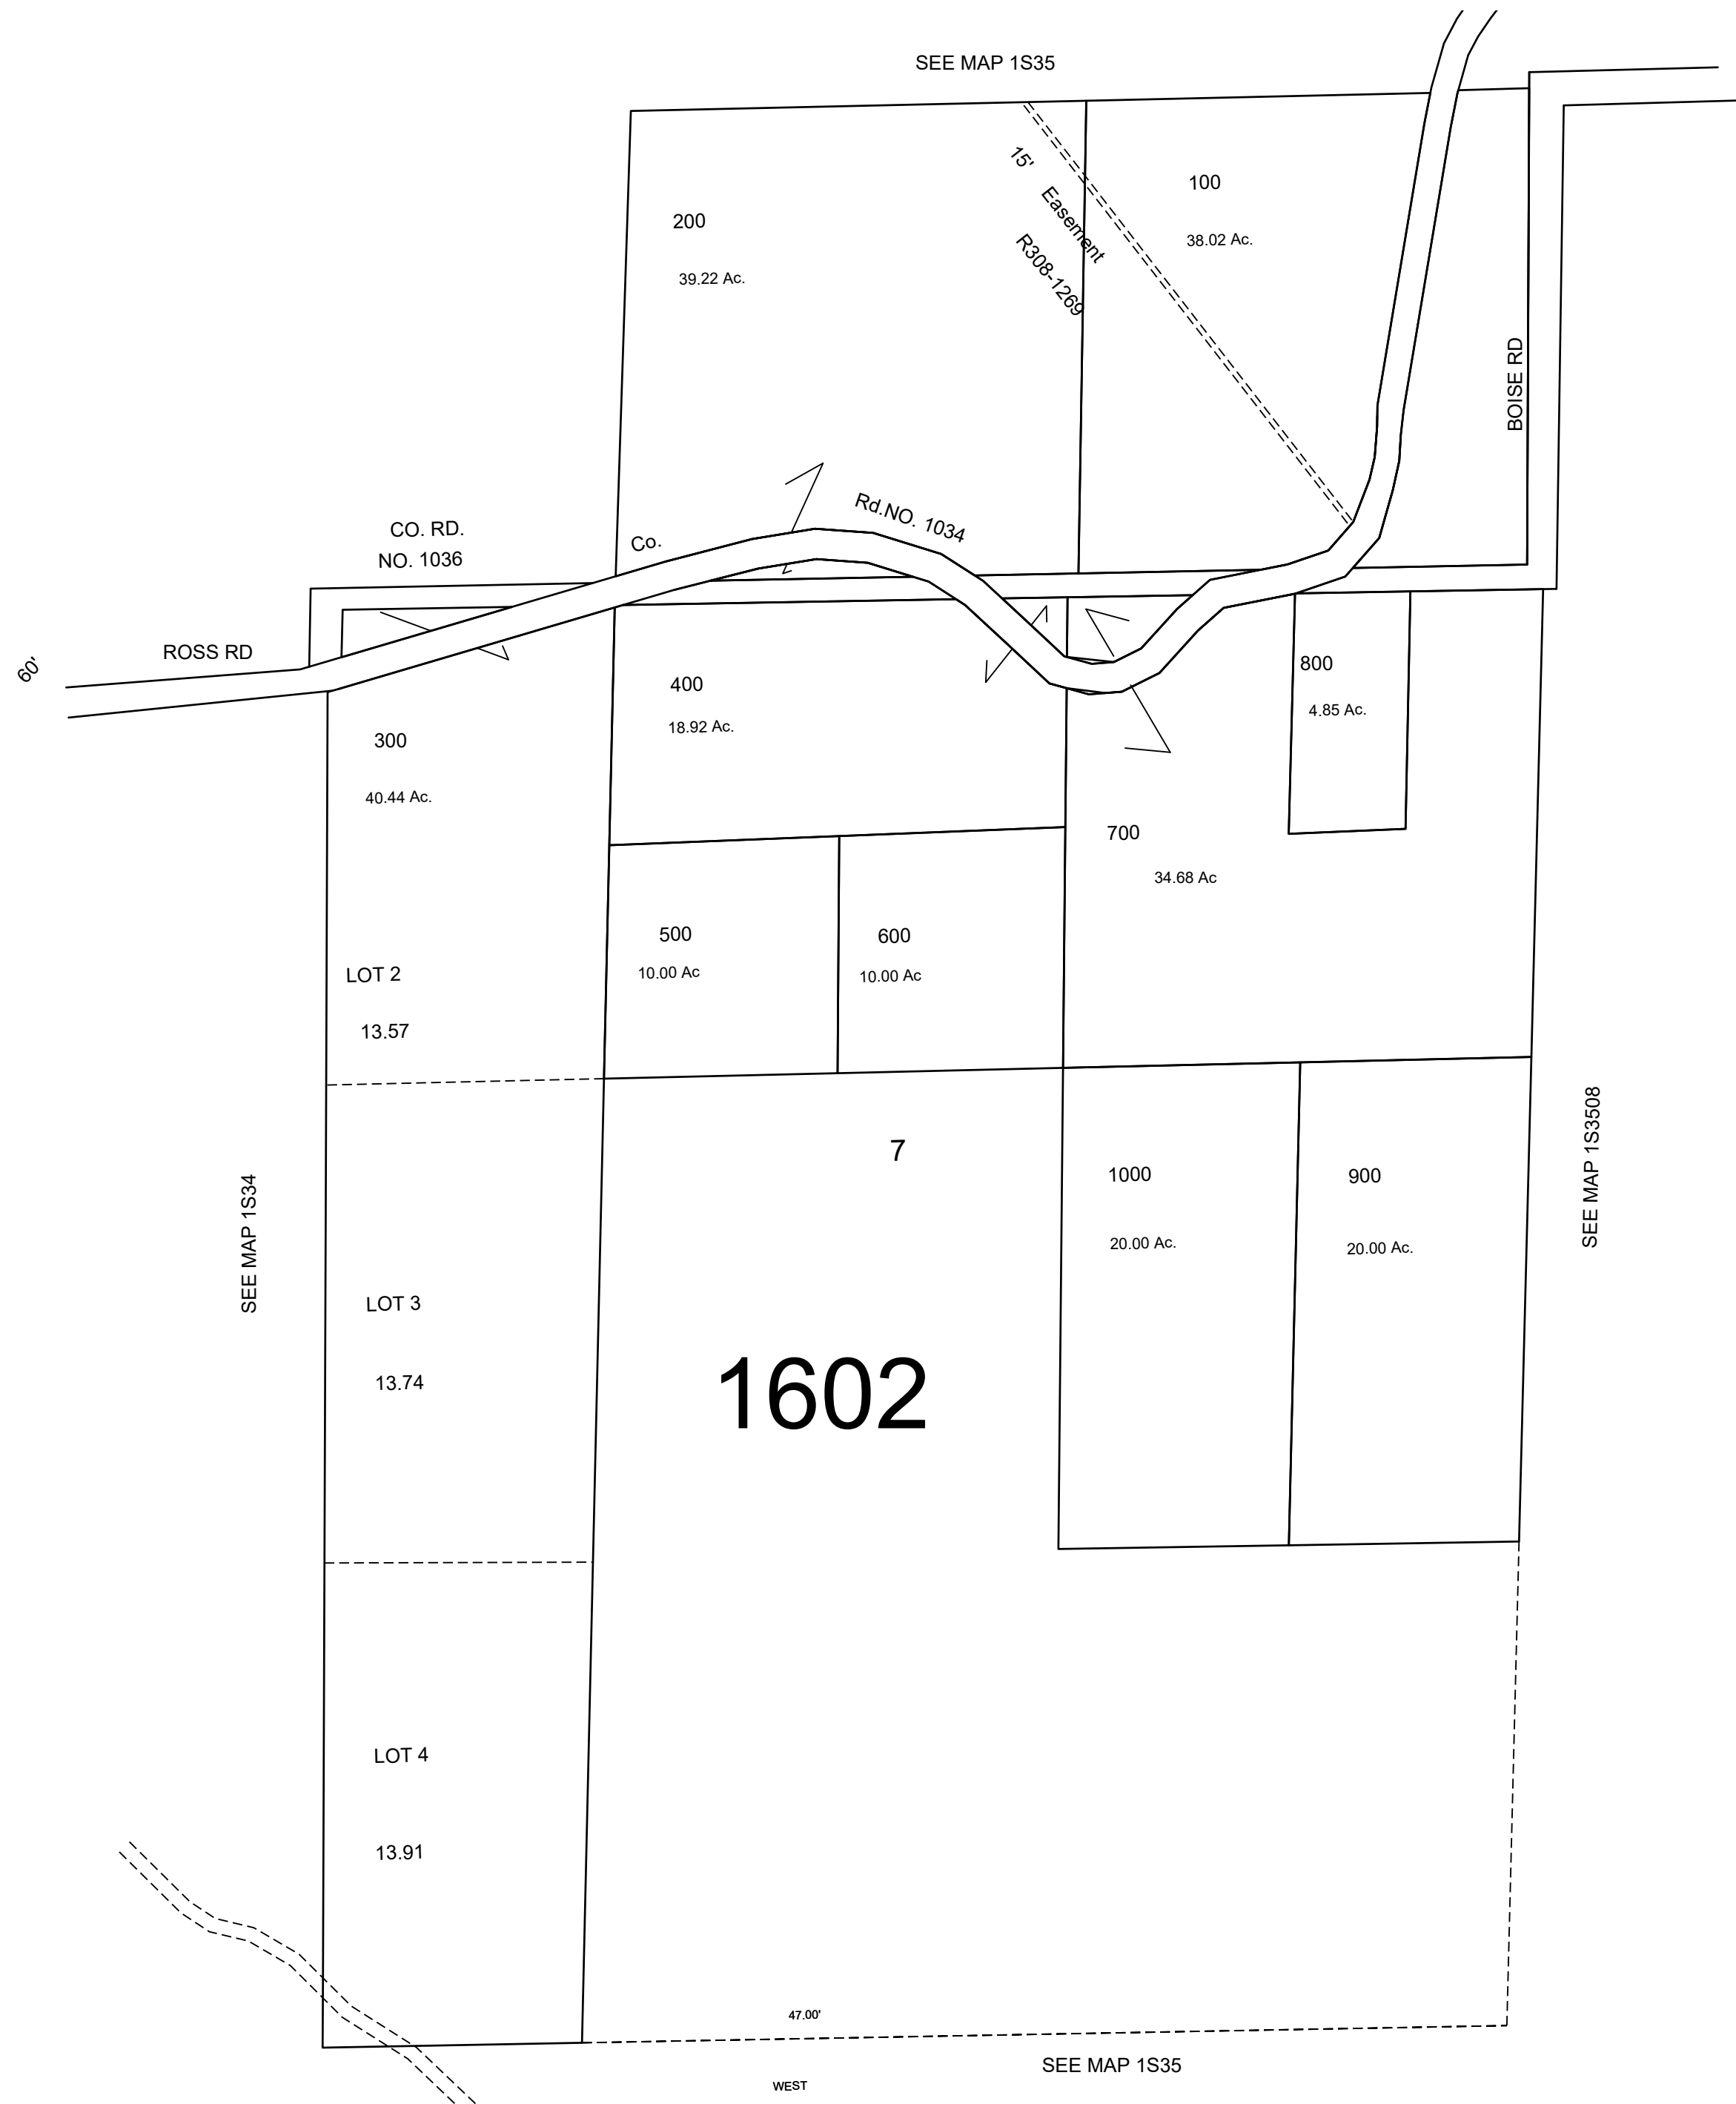 SEE MAP 1S35
200
39.22 Ac.
15' Easement
R308-1269
100
38.02 Ac.
BOISE RD
CO. RD.
NO. 1036
Co. Rd.NO. 1034
ROSS RD
60'
300
40.44 Ac.
400
18.92 Ac.
800
4.85 Ac.
700
34.68 Ac
500
10.00 Ac
600
10.00 Ac
LOT 2
13.57
7
1000
20.00 Ac.
900
20.00 Ac.
SEE MAP 1S34
SEE MAP 1S3508
LOT 3
13.74
1602
LOT 4
13.91
47.00'
SEE MAP 1S35
WEST